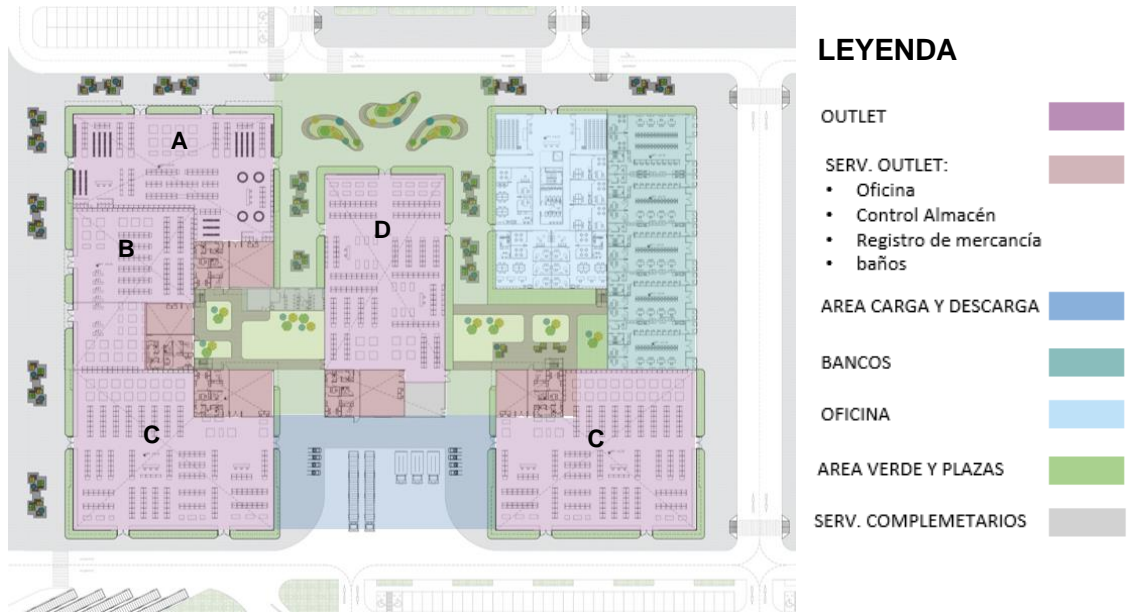 LEYENDA
OUTLET
SERV. OUTLET:
• Oficina
• Control Almacén
• Registro de mercancía
• baños
AREA CARGA Y DESCARGA
BANCOS
OFICINA
AREA VERDE Y PLAZAS
SERV. COMPLEMETARIOS
A
B
D
C
C